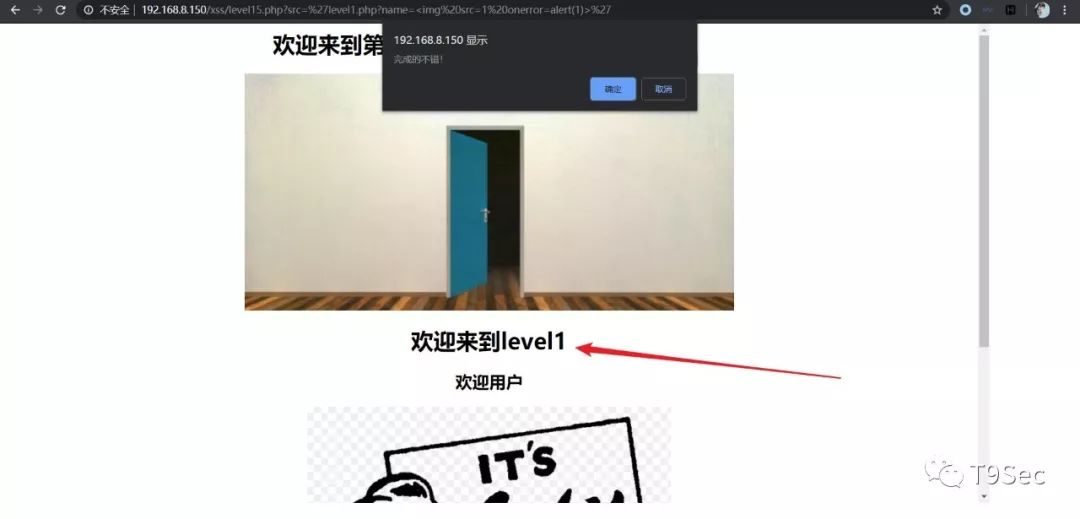 不安全 | 192.168.8.150/xss/level15.php?src=%27level1.php?name=<img%20src=1%20onerror=alert(1)>%27
192.168.8.150 显示
完成的不错!
确定 取消
欢迎来到第
欢迎来到level1
欢迎用户
IT'S
T9Sec